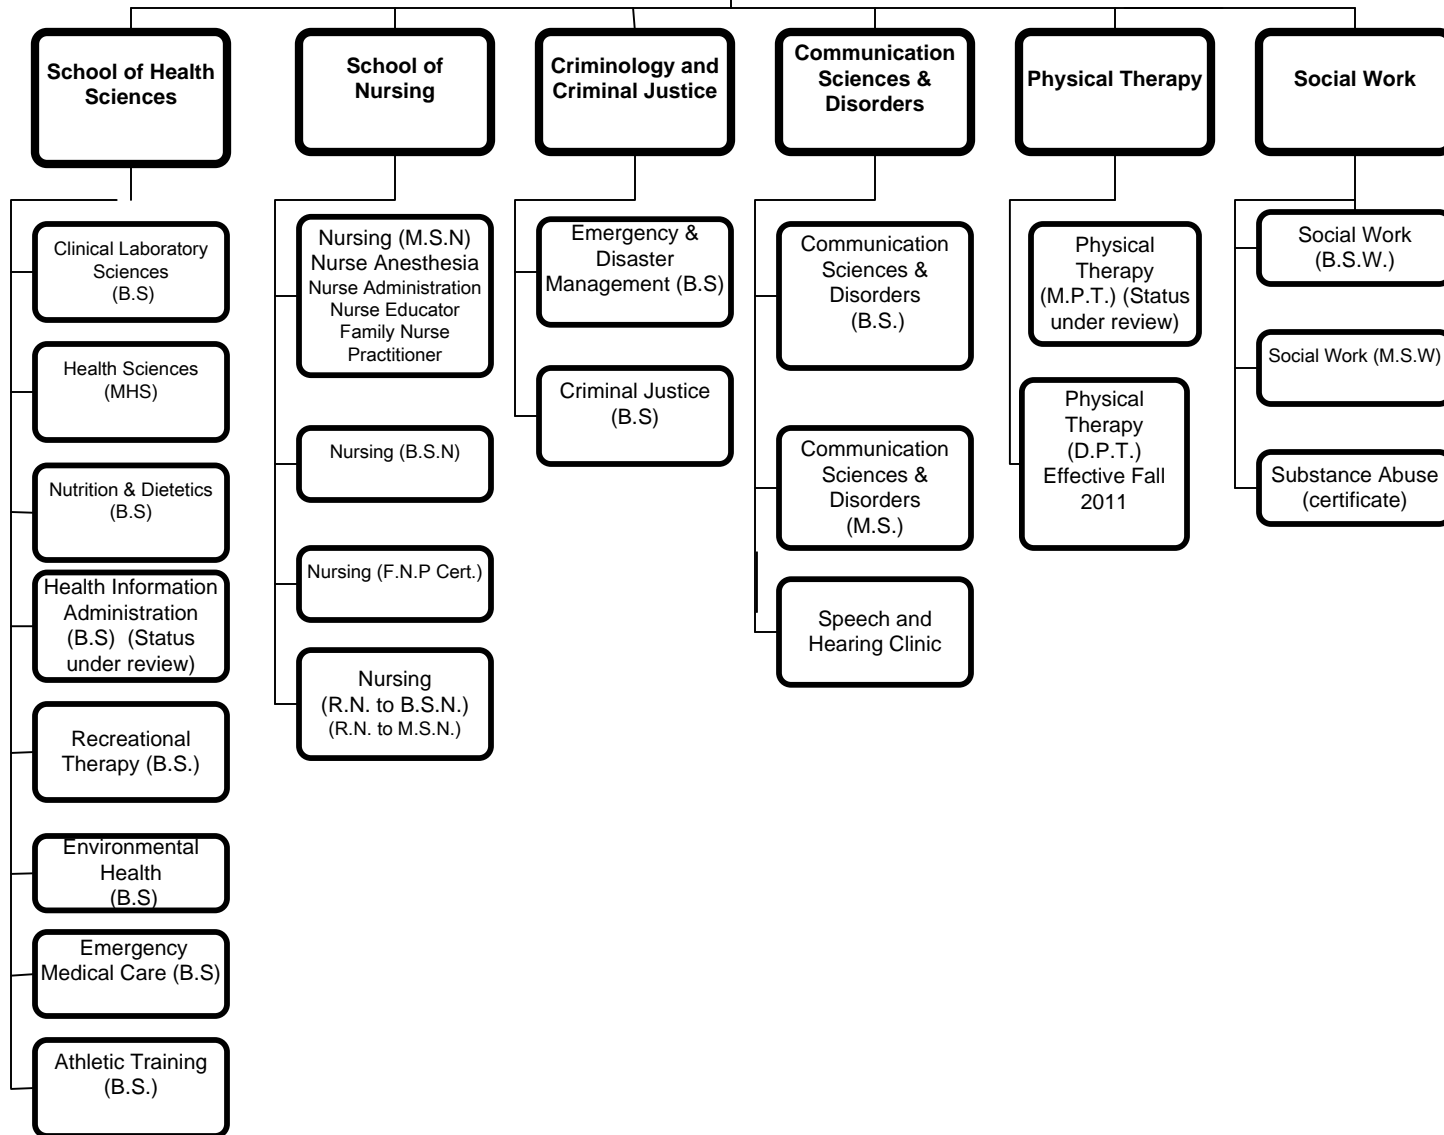 School of Health
Sciences
School of
Nursing
Criminology and
Criminal Justice
Communication
Sciences &
Disorders
Physical Therapy
Social Work
Clinical Laboratory
Sciences
(B.S)
Health Sciences
(MHS)
Nutrition & Dietetics
(B.S)
Health Information
Administration
(B.S) (Status
under review)
Recreational
Therapy (B.S.)
Environmental
Health
(B.S)
Emergency
Medical Care (B.S)
Athletic Training
(B.S.)
Nursing (M.S.N)
Nurse Anesthesia
Nurse Administration
Nurse Educator
Family Nurse
Practitioner
Nursing (B.S.N)
Nursing (F.N.P Cert.)
Nursing
(R.N. to B.S.N.)
(R.N. to M.S.N.)
Emergency &
Disaster
Management (B.S)
Criminal Justice
(B.S)
Communication
Sciences &
Disorders
(B.S.)
Communication
Sciences &
Disorders
(M.S.)
Speech and
Hearing Clinic
Physical
Therapy
(M.P.T.) (Status
under review)
Physical
Therapy
(D.P.T.)
Effective Fall
2011
Social Work
(B.S.W.)
Social Work (M.S.W)
Substance Abuse
(certificate)